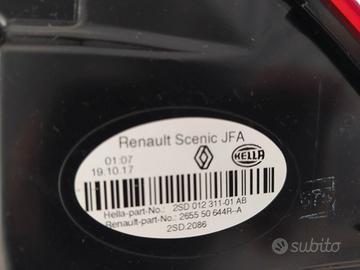 Renault Scenic JFA
01:07
19.10.17
HELLA
Hella-part-No.: 2SD 012 311-01 AB
Renault-part-No.: 2655 50 644R--A
2SD.2086
subito